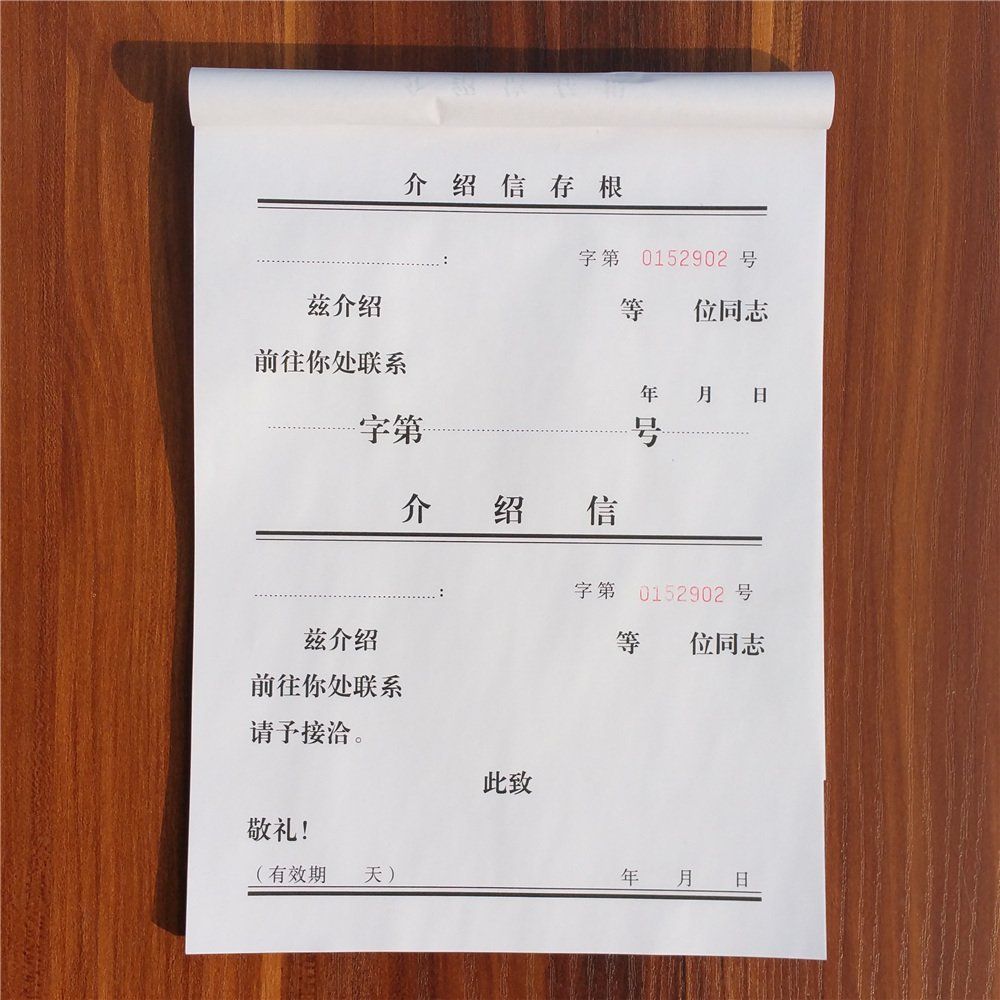 介绍信存根
：字第 0152902 号
兹介绍 等 位同志
前往你处联系
年 月 日
字第 号
介绍信
：字第 0152902 号
兹介绍 等 位同志
前往你处联系
请予接洽。
此致
敬礼！
（有效期 天） 年 月 日